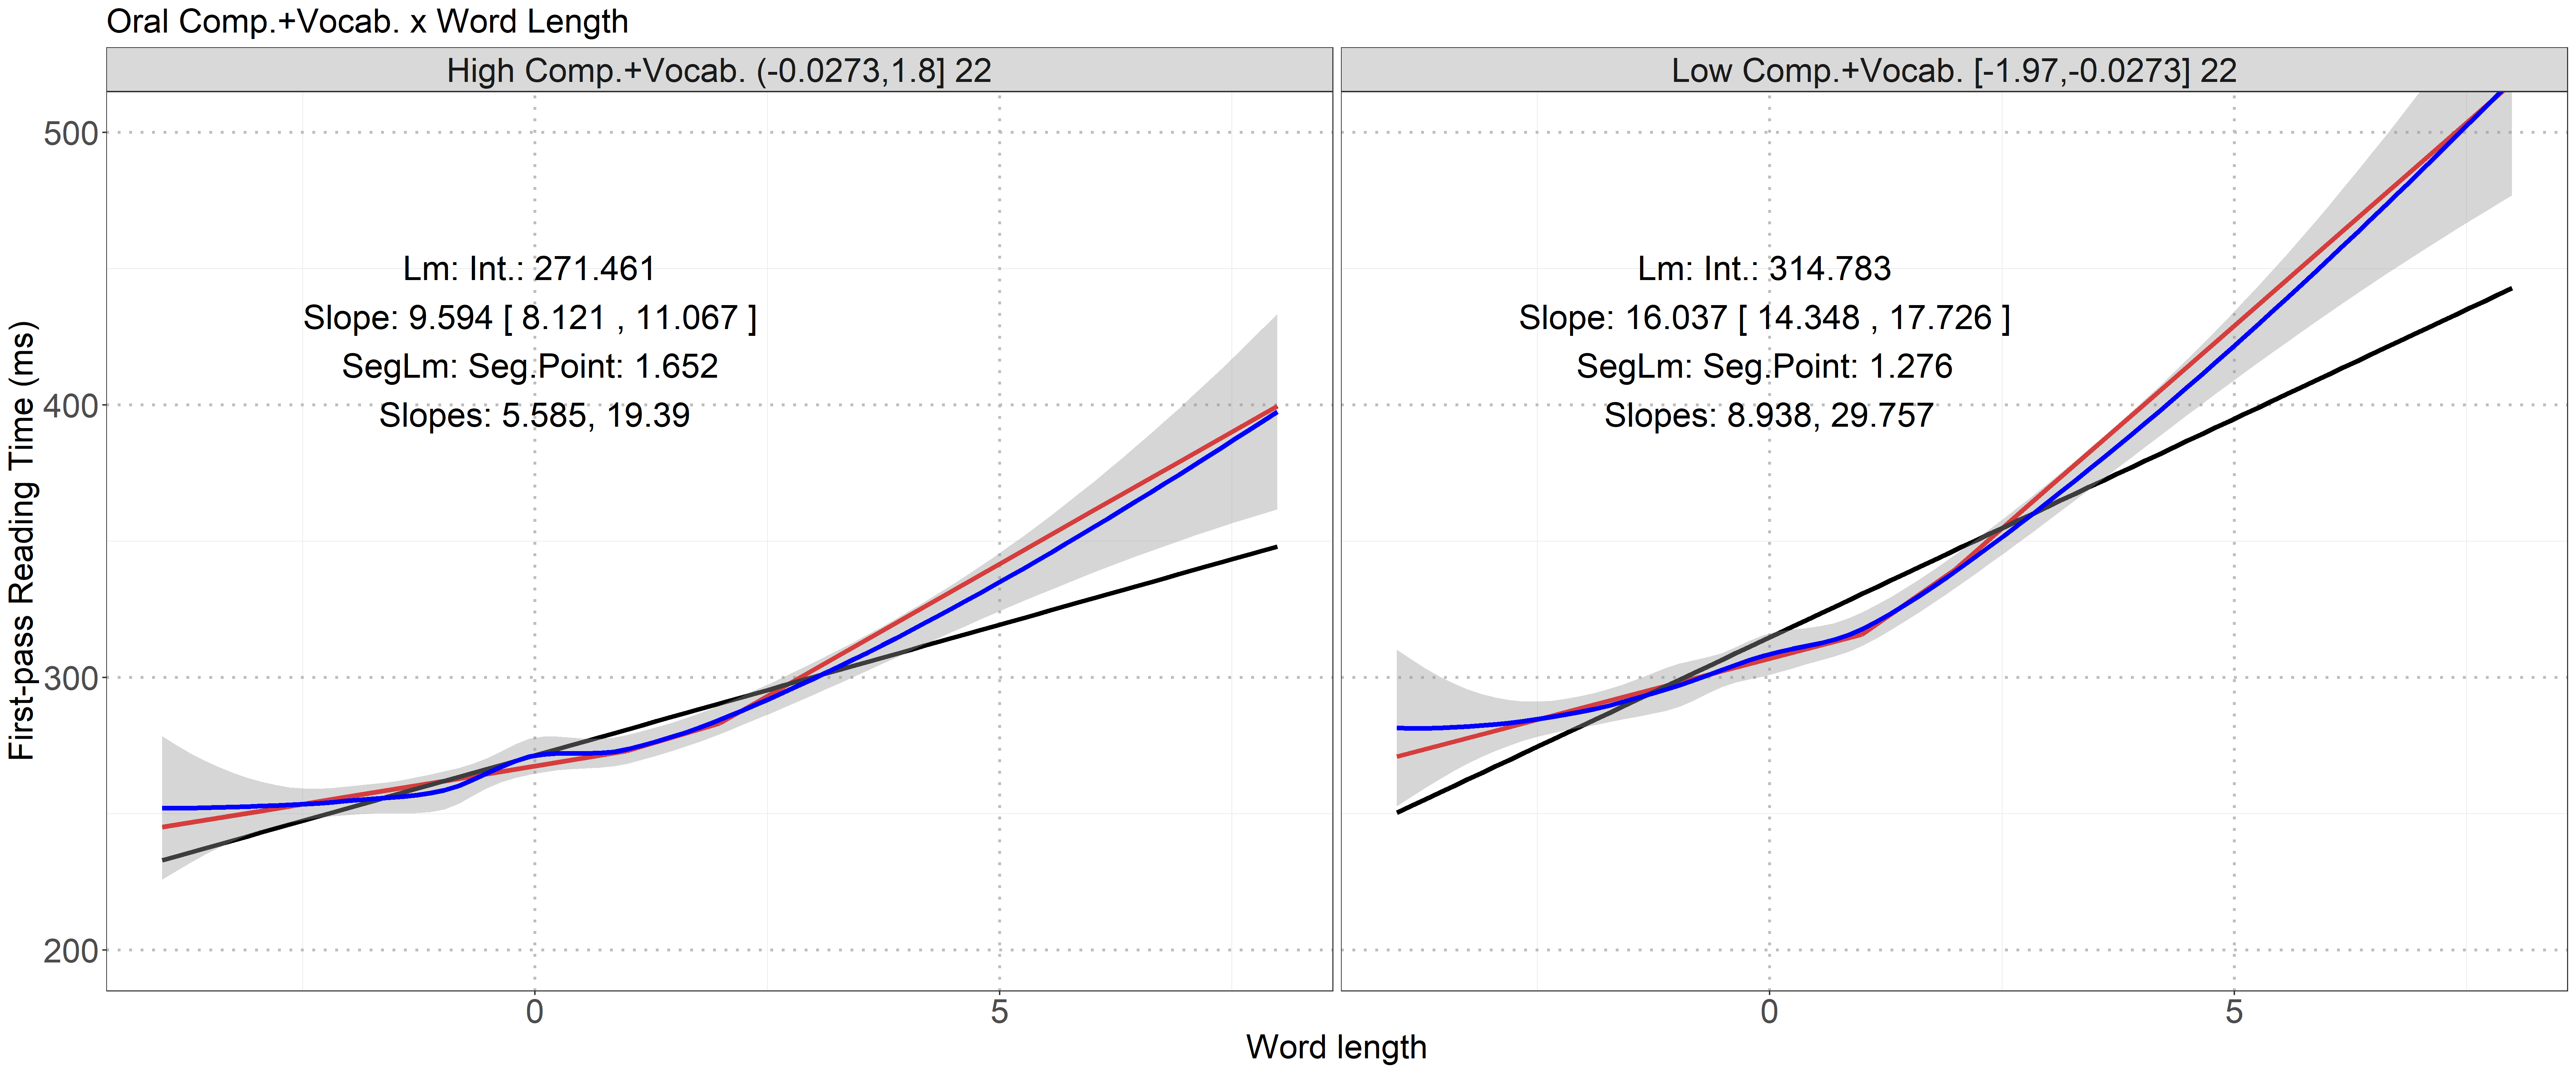 Oral Comp.+Vocab. x Word Length
High Comp.+Vocab. (-0.0273,1.8] 22
Low Comp.+Vocab. [-1.97,-0.0273] 22
First-pass Reading Time (ms)
500
400
300
200
Lm: Int.: 271.461
Slope: 9.594 [ 8.121 , 11.067 ]
SegLm: Seg.Point: 1.652
Slopes: 5.585, 19.39
Lm: Int.: 314.783
Slope: 16.037 [ 14.348 , 17.726 ]
SegLm: Seg.Point: 1.276
Slopes: 8.938, 29.757
0
5
0
5
Word length